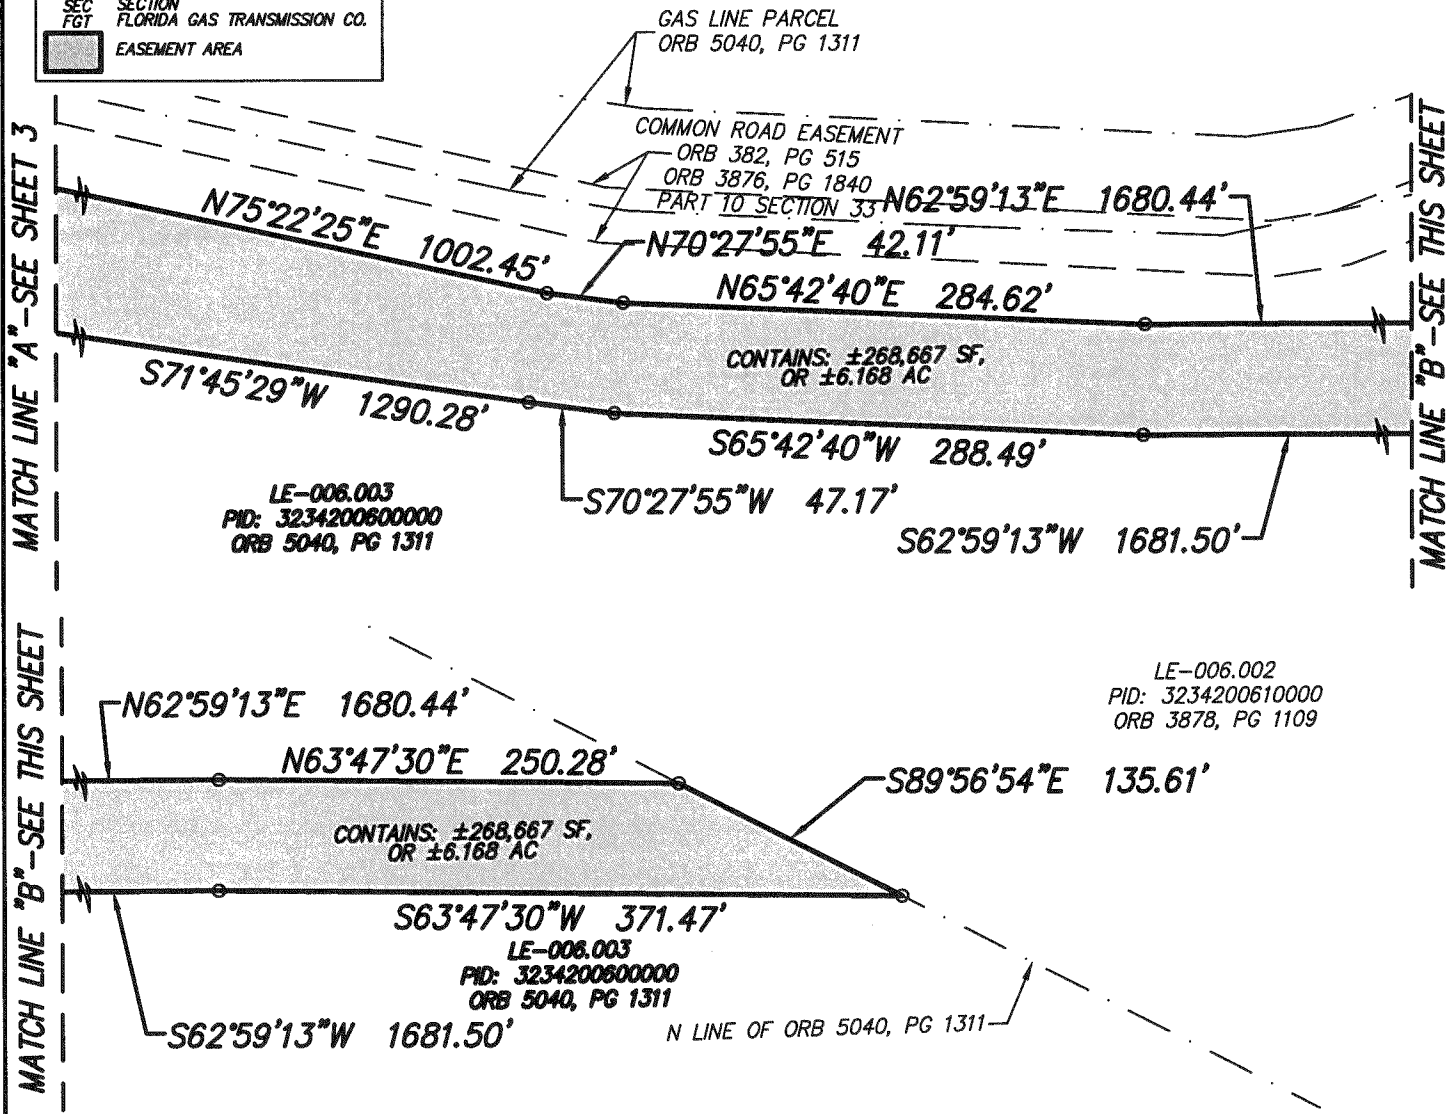 SEC SECTION
FGT FLORIDA GAS TRANSMISSION CO.
EASEMENT AREA
GAS LINE PARCEL
ORB 5040, PG 1311
COMMON ROAD EASEMENT
ORB 382, PG 515
ORB 3876, PG 1840
PART 10 SECTION 33
N62°59'13"E 1680.44'
MATCH LINE "A"-SEE SHEET 3
N75°22'25"E 1002.45'
N70°27'55"E 42.11'
N65°42'40"E 284.62'
MATCH LINE "B"-SEE THIS SHEET
CONTAINS: ±268,667 SF,
OR ±6.168 AC
S71°45'29"W 1290.28'
S65°42'40"W 288.49'
S70°27'55"W 47.17'
S62°59'13"W 1681.50'
LE-006.003
PID: 3234200600000
ORB 5040, PG 1311
MATCH LINE "B"-SEE THIS SHEET
LE-006.002
PID: 3234200610000
ORB 3878, PG 1109
N62°59'13"E 1680.44'
N63°47'30"E 250.28'
S89°56'54"E 135.61'
CONTAINS: ±268,667 SF,
OR ±6.168 AC
S63°47'30"W 371.47'
LE-006.003
PID: 3234200600000
ORB 5040, PG 1311
S62°59'13"W 1681.50'
N LINE OF ORB 5040, PG 1311